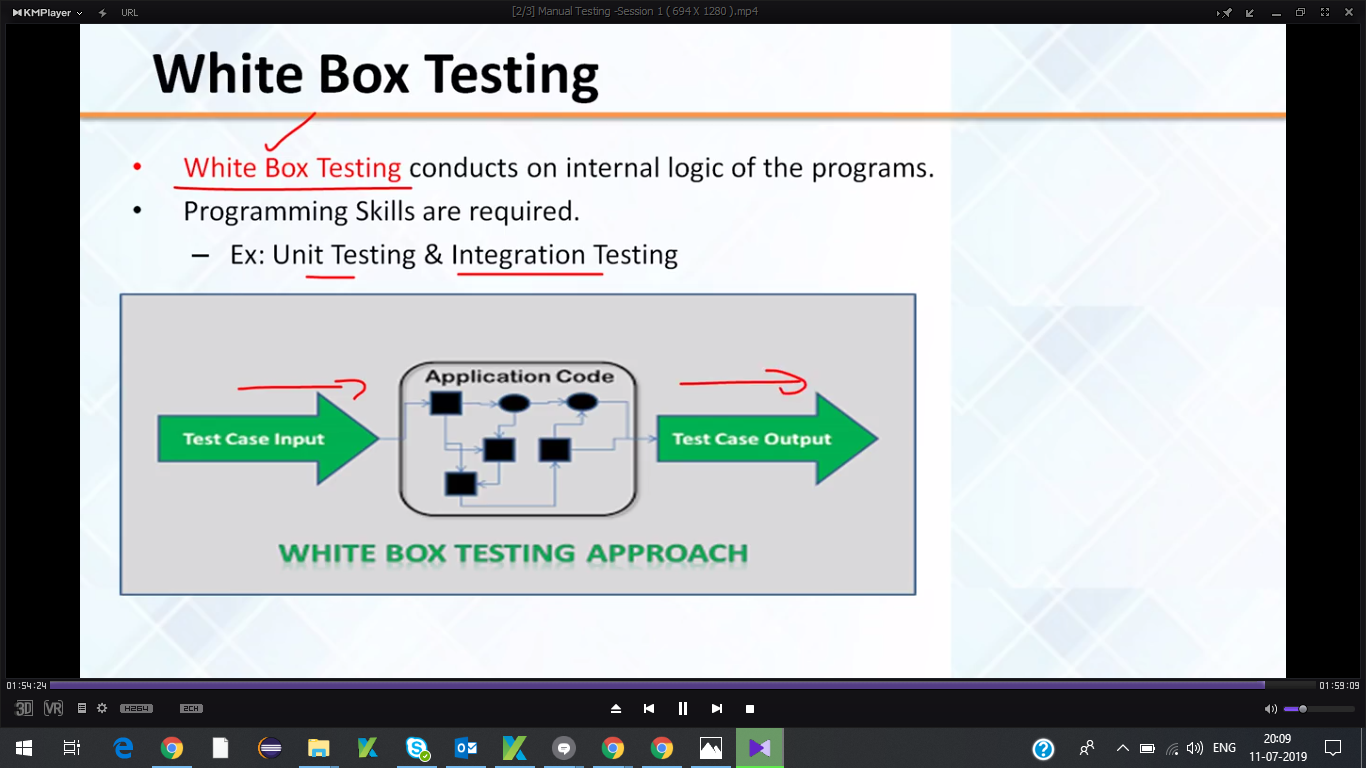 KMPlayer
URL
[2/3] Manual Testing -Session 1 ( 694 X 1280 ).mp4
White Box Testing
• White Box Testing conducts on internal logic of the programs.
• Programming Skills are required.
– Ex: Unit Testing & Integration Testing
Application Code
Test Case Input
Test Case Output
WHITE BOX TESTING APPROACH
01:54:24
01:59:09
3D VR H264 2CH
ENG
20:09
11-07-2019